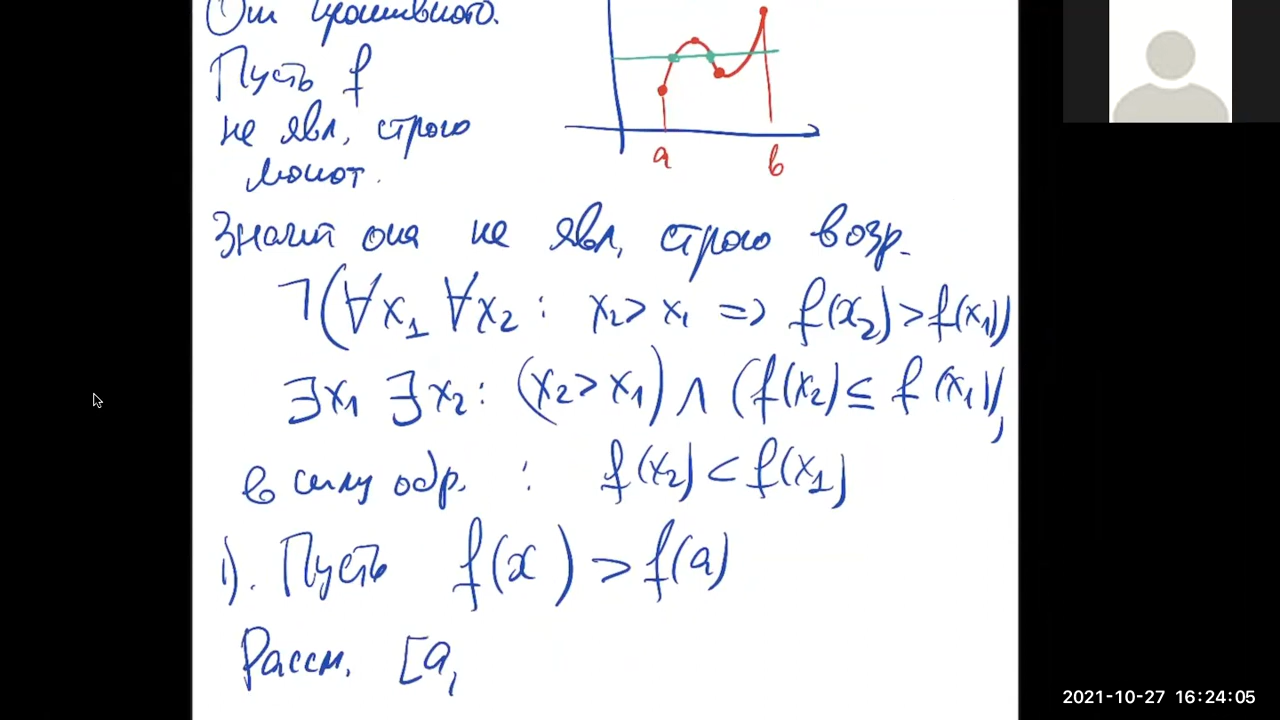 От противного.
Пусть f
не явл. строго
монот.
a
b
Значит она не явл. строго возр.
¬(∀x₁ ∀x₂ : x₂ > x₁ => f(x₂) > f(x₁))
∃x₁ ∃x₂ : (x₂ > x₁) ∧ (f(x₂) ≤ f(x₁)),
в силу обр. : f(x₂) < f(x₁)
1). Пусть f(x) > f(a)
Рассм. [a,
2021-10-27 16:24:05